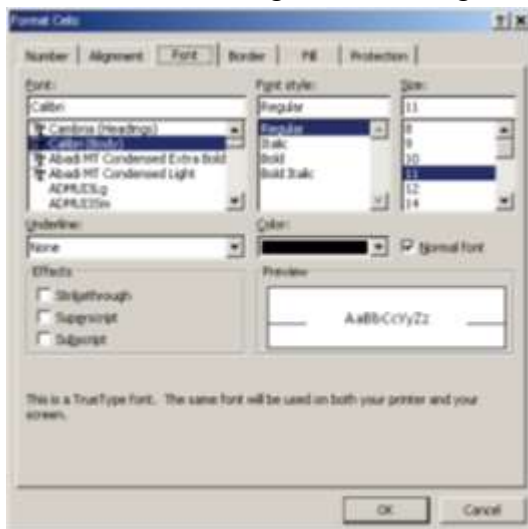 Format Cells
Number Alignment Font Border Fill Protection
Font: Font style: Size:
Calibri Regular 11
Cambria (Headings) Regular 8
Calibri (Body) Italic 9
Abadi MT Condensed Extra Bold Bold 10
Abadi MT Condensed Light Bold Italic 11
ADMUI3Lg 12
ADMUI3Sm 14
Underline: Color:
None Normal font
Effects Preview
Strikethrough
Superscript AaBbCcYyZz
Subscript
This is a TrueType font. The same font will be used on both your printer and your
screen.
OK Cancel